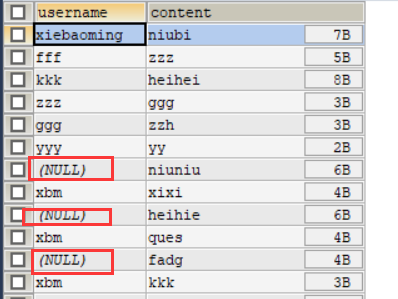 username content
xiebaoming niubi 7B
fff zzz 5B
kkk heihei 8B
zzz ggg 3B
ggg zzh 3B
yyy yy 2B
(NULL) niuniu 6B
xbm xixi 4B
(NULL) heihie 6B
xbm ques 4B
(NULL) fadg 4B
xbm kkk 3B